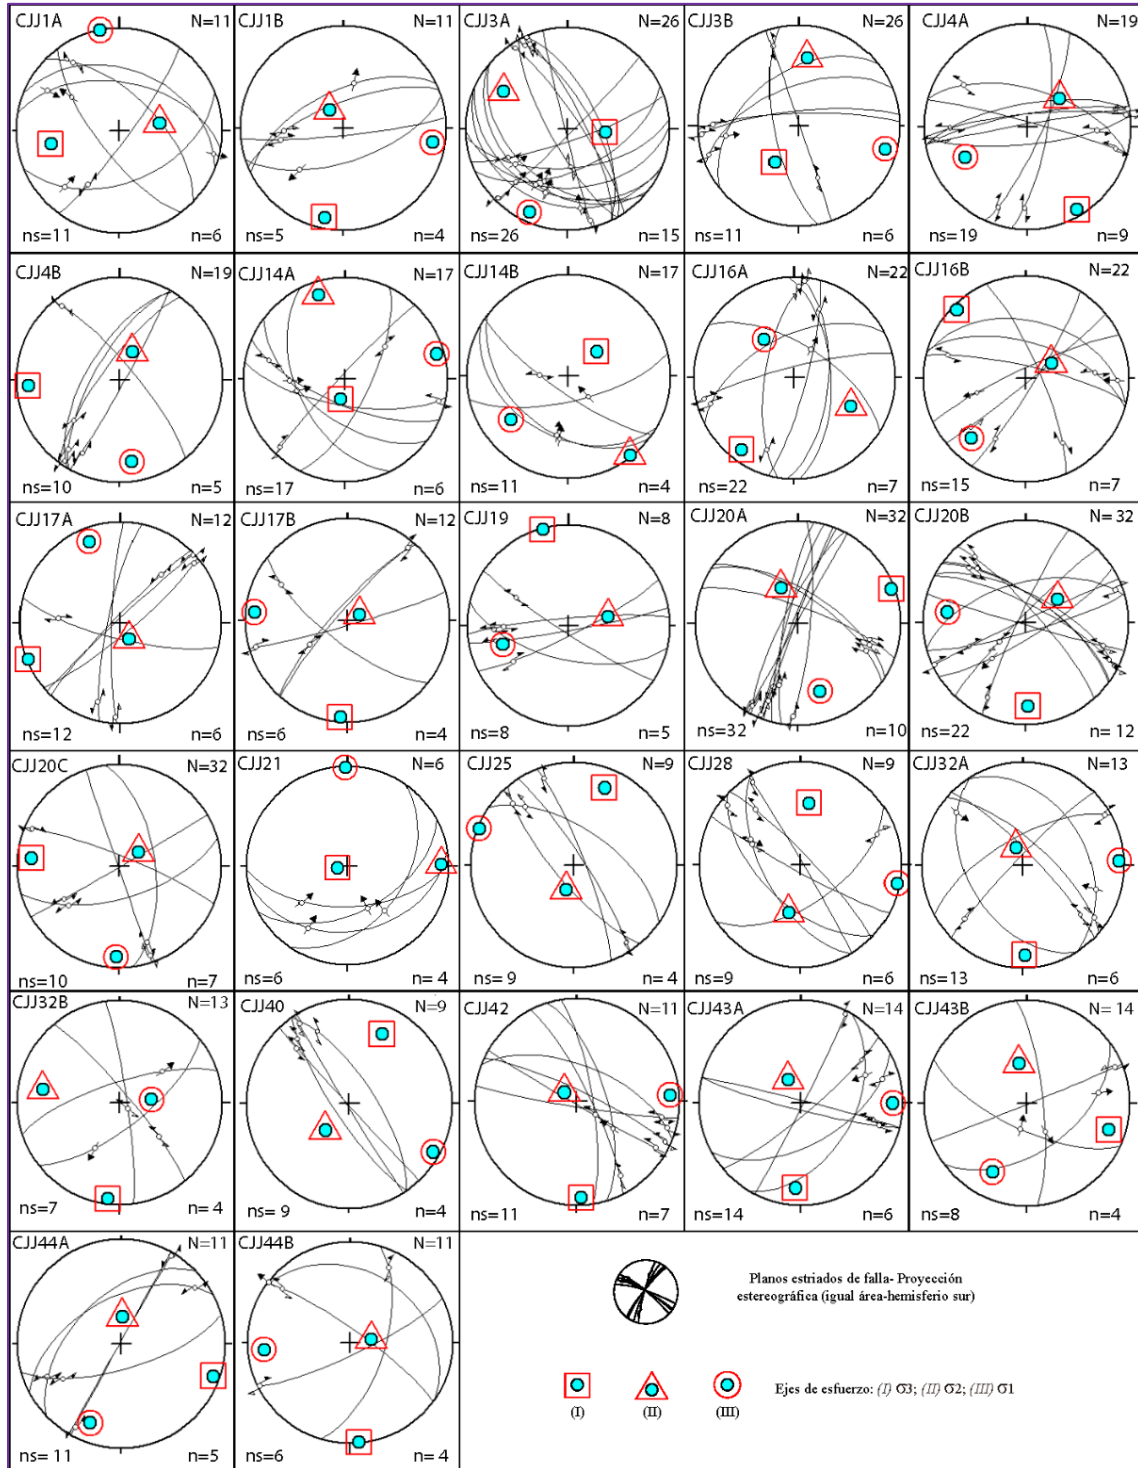 CJJ1A N=11
ns=11 n=6
CJJ1B N=11
ns=5 n=4
CJJ3A N=26
ns=26 n=15
CJJ3B N=26
ns=11 n=6
CJJ4A N=19
ns=19 n=9
CJJ4B N=19
ns=10 n=5
CJJ14A N=17
ns=17 n=6
CJJ14B N=17
ns=11 n=4
CJJ16A N=22
ns=22 n=7
CJJ16B N=22
ns=15 n=7
CJJ17A N=12
ns=12 n=6
CJJ17B N=12
ns=6 n=4
CJJ19 N=8
ns=8 n=5
CJJ20A N=32
ns=32 n=10
CJJ20B N=32
ns=22 n=12
CJJ20C N=32
ns=10 n=7
CJJ21 N=6
ns=6 n=4
CJJ25 N=9
ns=9 n=4
CJJ28 N=9
ns=9 n=6
CJJ32A N=13
ns=13 n=6
CJJ32B N=13
ns=7 n=4
CJJ40 N=9
ns= 9 n=4
CJJ42 N=11
ns=11 n=7
CJJ43A N=14
ns=14 n=6
CJJ43B N= 14
ns=8 n=4
CJJ44A N=11
ns= 11 n=5
CJJ44B N=11
ns=6 n= 4
Planos estriados de falla- Proyección
estereográfica (igual área-hemisferio sur)
Ejes de esfuerzo: (I) σ3; (II) σ2; (III) σ1
(I) (II) (III)